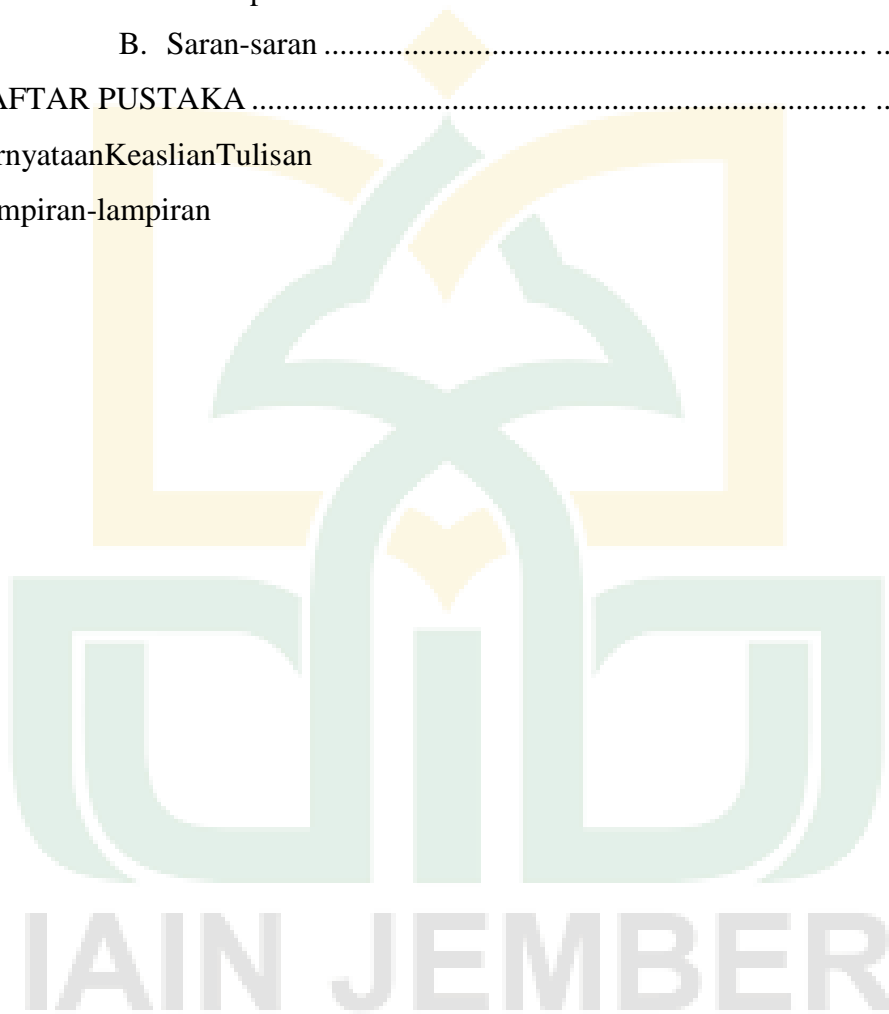 B. Saran-saran ......................................................... ..
AFTAR PUSTAKA ................................................................. ..
rnyataanKeaslianTulisan
mpiran-lampiran
IAIN JEMBER